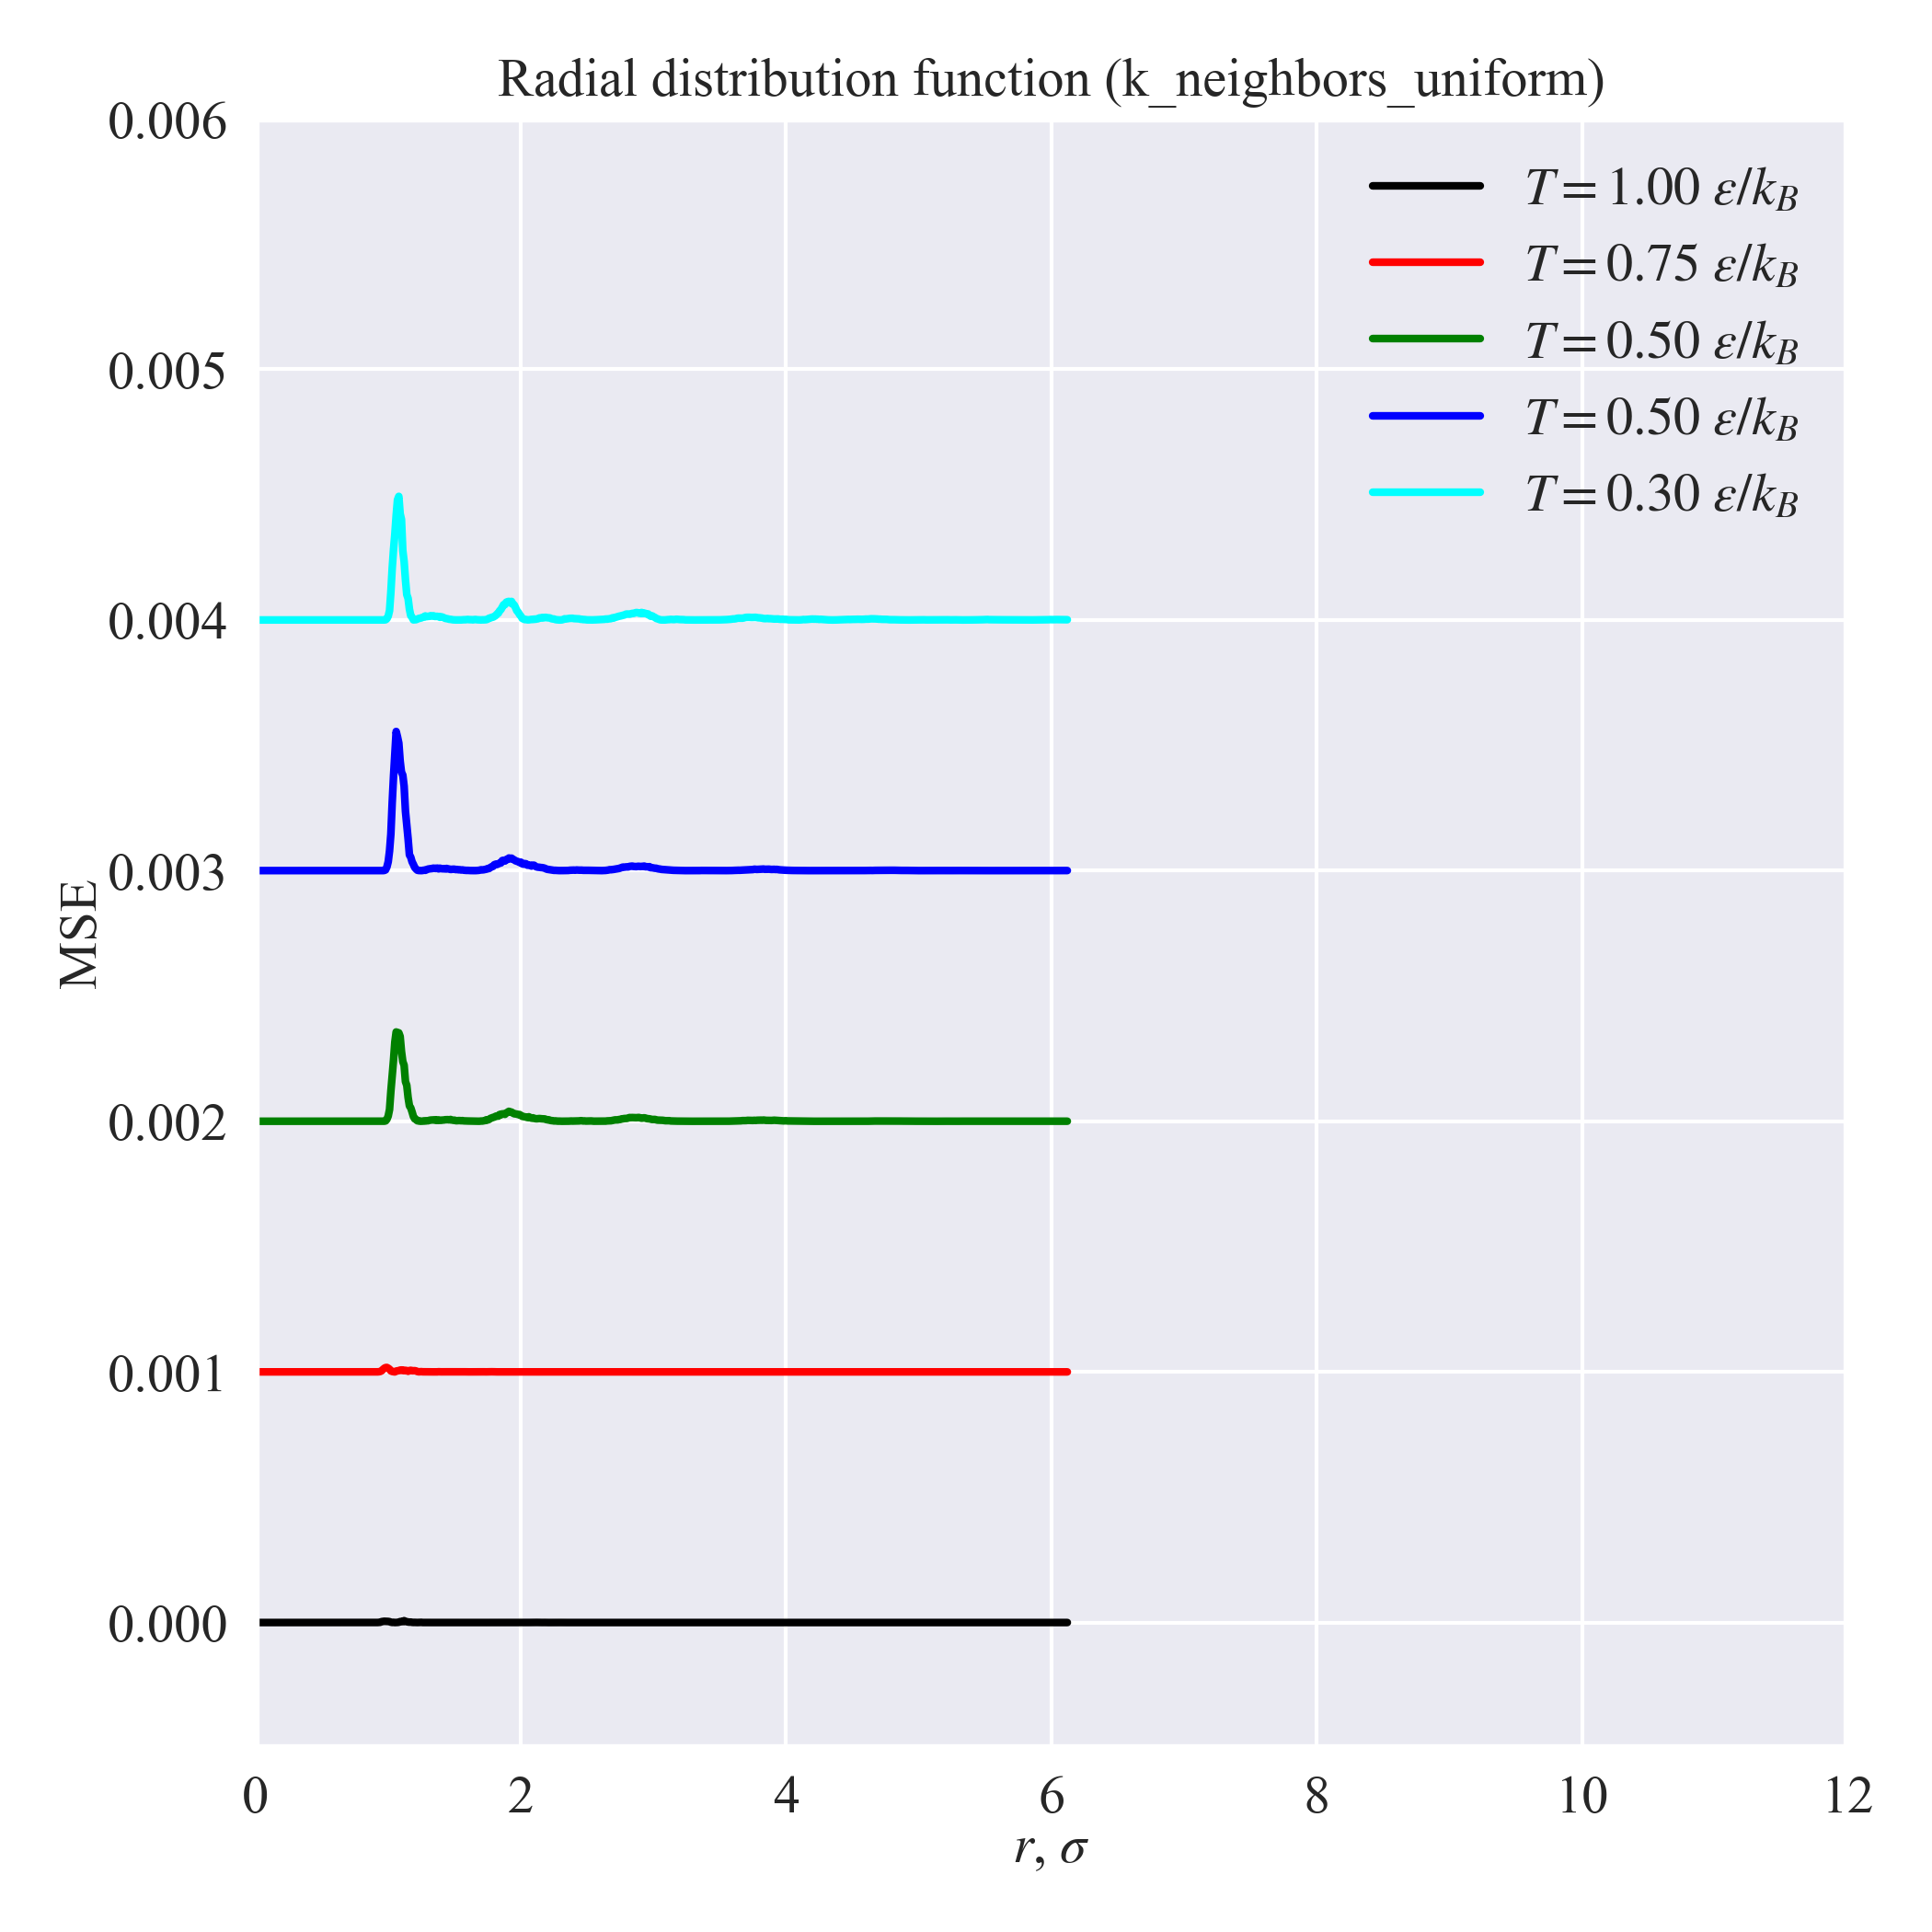 Radial distribution function (k_neighbors_uniform)
0.006
0.005
0.004
0.003
0.002
0.001
0.000
MSE
T = 1.00 ε/k_B
T = 0.75 ε/k_B
T = 0.50 ε/k_B
T = 0.50 ε/k_B
T = 0.30 ε/k_B
0 2 4 6 8 10 12
r, σ